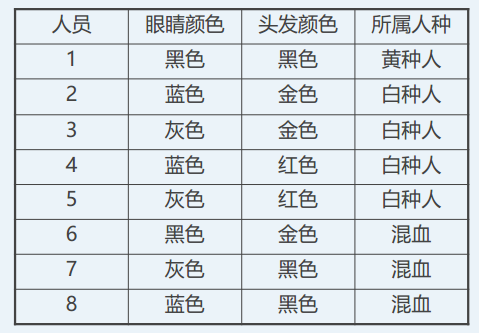 人员 眼睛颜色 头发颜色 所属人种
1 黑色 黑色 黄种人
2 蓝色 金色 白种人
3 灰色 金色 白种人
4 蓝色 红色 白种人
5 灰色 红色 白种人
6 黑色 金色 混血
7 灰色 黑色 混血
8 蓝色 黑色 混血